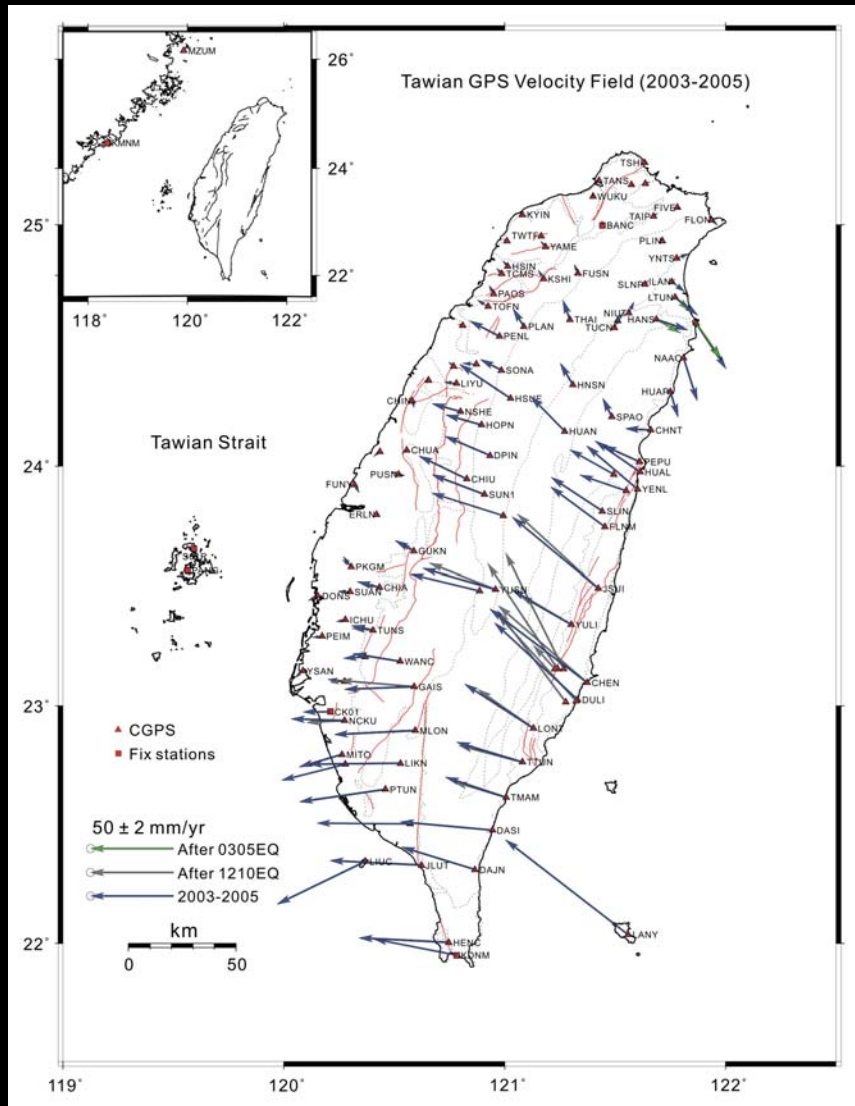 MZUM
KMNM
26°
24°
22°
118°
120°
122°
Tawian GPS Velocity Field (2003-2005)
TSHI
TANS
WUKU
FIVE
KYIN
TAIP
FLON
BANC
TWTF
PLIN
YAME
YNTS
HSIN
TCMS
FUSN
KSHI
SLNP
ILAN
PAOS
LTUN
TOFN
NIUT
THAI
HANS
PLAN
TUCN
PENL
NAAO
SONA
LIYU
HNSN
HUAP
HSNE
CHIN
NSHE
SPAO
HOPN
HUAN
CHNT
Tawian Strait
CHUA
DPIN
PEPU
HUAL
PUSN
CHIU
FUNY
SUN1
YENL
ERLN
SLIN
FLNM
GUKN
PKGM
CHIA
YUSN
JSUI
DONS
SUAN
ICHU
YULI
TUNS
PEIM
WANC
YSAN
GAIS
CHEN
DULI
CK01
NCKU
MLON
LONT
CGPS
Fix stations
MITO
LIKN
TTUN
PTUN
TMAM
50 ± 2 mm/yr
DASI
After 0305EQ
After 1210EQ
LIUC
JLUT
DAJN
2003-2005
km
LANY
HENC
KDNM
0
50
25°
24°
23°
22°
119°
120°
121°
122°